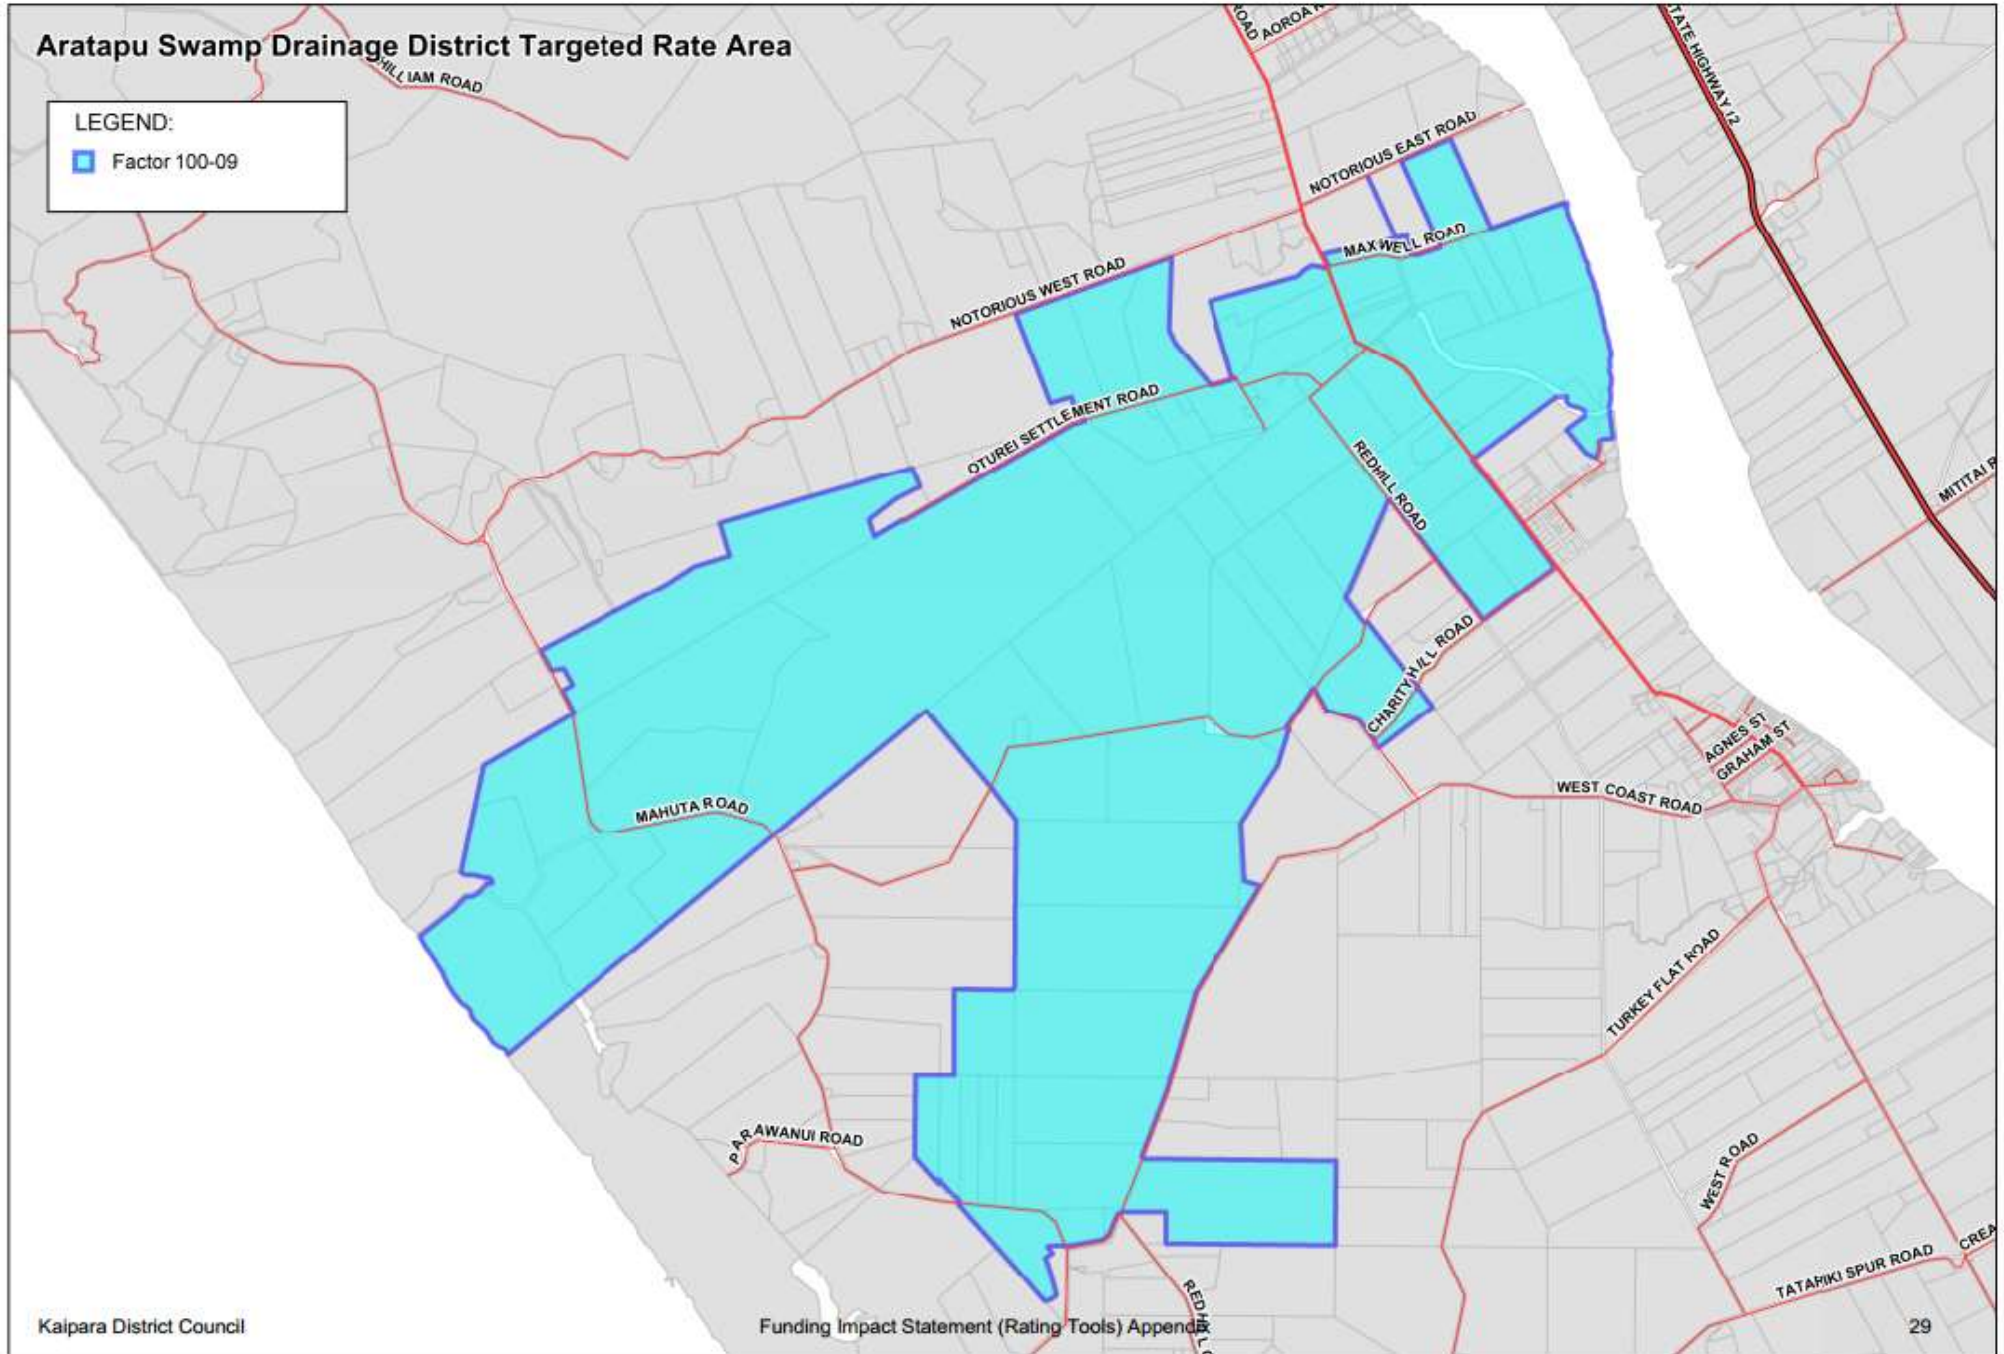 Aratapu Swamp Drainage District Targeted Rate Area
LEGEND:
Factor 100-09
AOROA R
ROAD
TATE HIGHWAY 12
NOTORIOUS EAST ROAD
MAXWELL ROAD
NOTORIOUS WEST ROAD
OTUREI SETTLEMENT ROAD
REDHILL ROAD
MITITAI R
CHARITY HILL ROAD
AGNES ST
GRAHAM ST
WEST COAST ROAD
MAHUTA ROAD
TURKEY FLAT ROAD
PARAWANUI ROAD
WEST ROAD
CREA
TATARIKI SPUR ROAD
Kaipara District Council
Funding Impact Statement (Rating Tools) Appendix
29